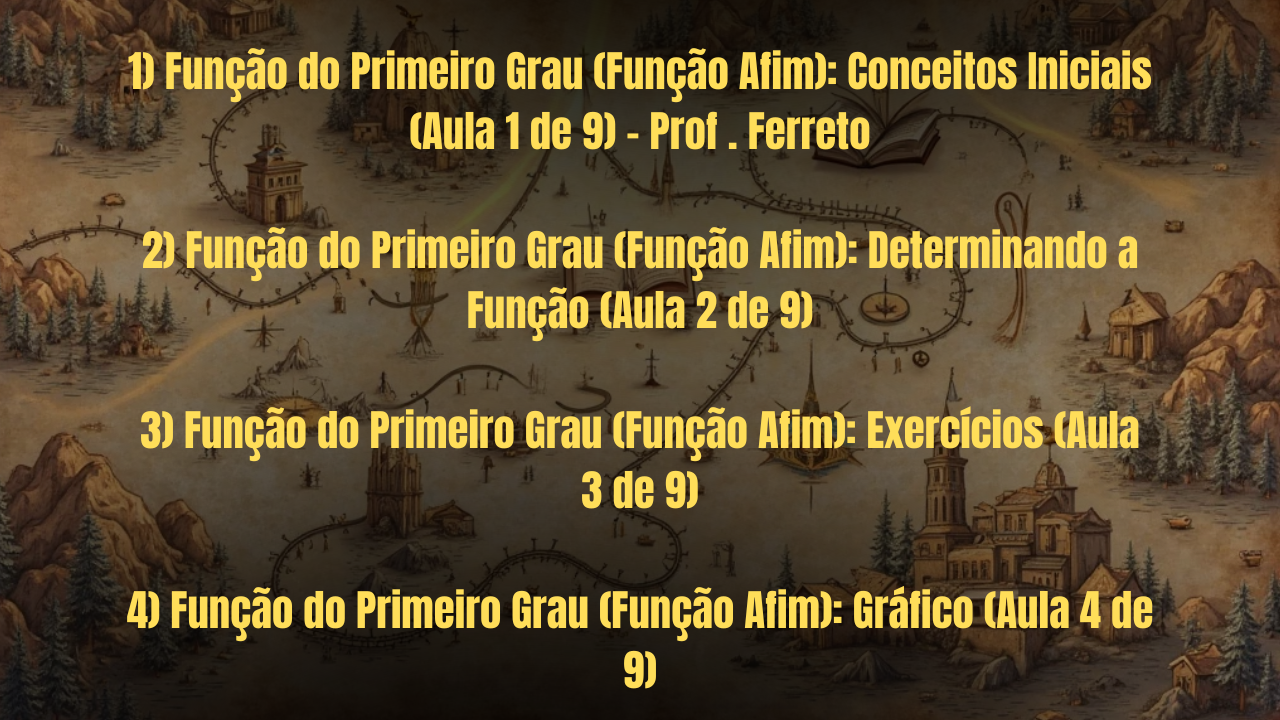 1) Função do Primeiro Grau (Função Afim): Conceitos Iniciais
(Aula 1 de 9) - Prof . Ferreto
2) Função do Primeiro Grau (Função Afim): Determinando a
Função (Aula 2 de 9)
3) Função do Primeiro Grau (Função Afim): Exercícios (Aula
3 de 9)
4) Função do Primeiro Grau (Função Afim): Gráfico (Aula 4 de
9)